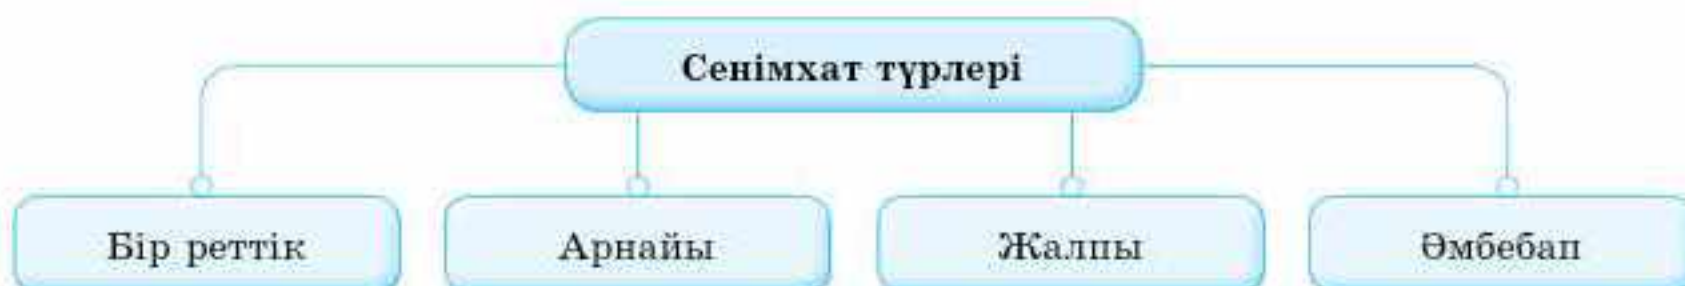 Сенімхат түрлері
Бір реттік
Арнайы
Жалпы
Әмбебап